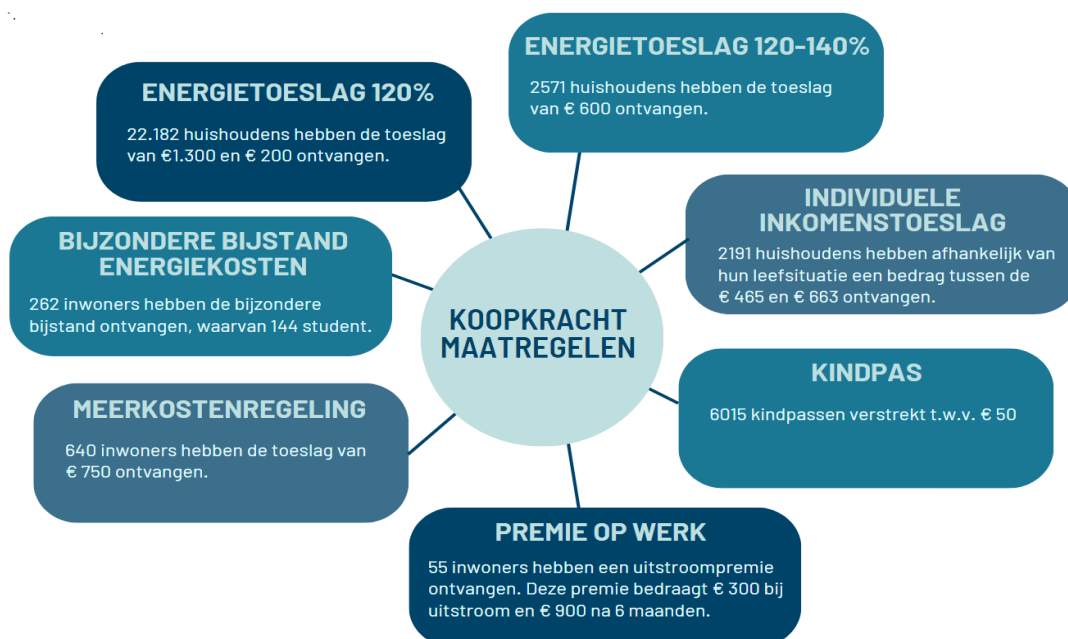 ENERGIETOESLAG 120%
22.182 huishoudens hebben de toeslag
van €1.300 en € 200 ontvangen.
ENERGIETOESLAG 120-140%
2571 huishoudens hebben de toeslag
van € 600 ontvangen.
INDIVIDUELE
INKOMENSTOESLAG
2191 huishoudens hebben afhankelijk van
hun leefsituatie een bedrag tussen de
€ 465 en € 663 ontvangen.
BIJZONDERE BIJSTAND
ENERGIEKOSTEN
262 inwoners hebben de bijzondere
bijstand ontvangen, waarvan 144 student.
KOOPKRACHT
MAATREGELEN
KINDPAS
6015 kindpassen verstrekt t.w.v. € 50
MEERKOSTENREGELING
640 inwoners hebben de toeslag van
€ 750 ontvangen.
PREMIE OP WERK
55 inwoners hebben een uitstroompremie
ontvangen. Deze premie bedraagt € 300 bij
uitstroom en € 900 na 6 maanden.